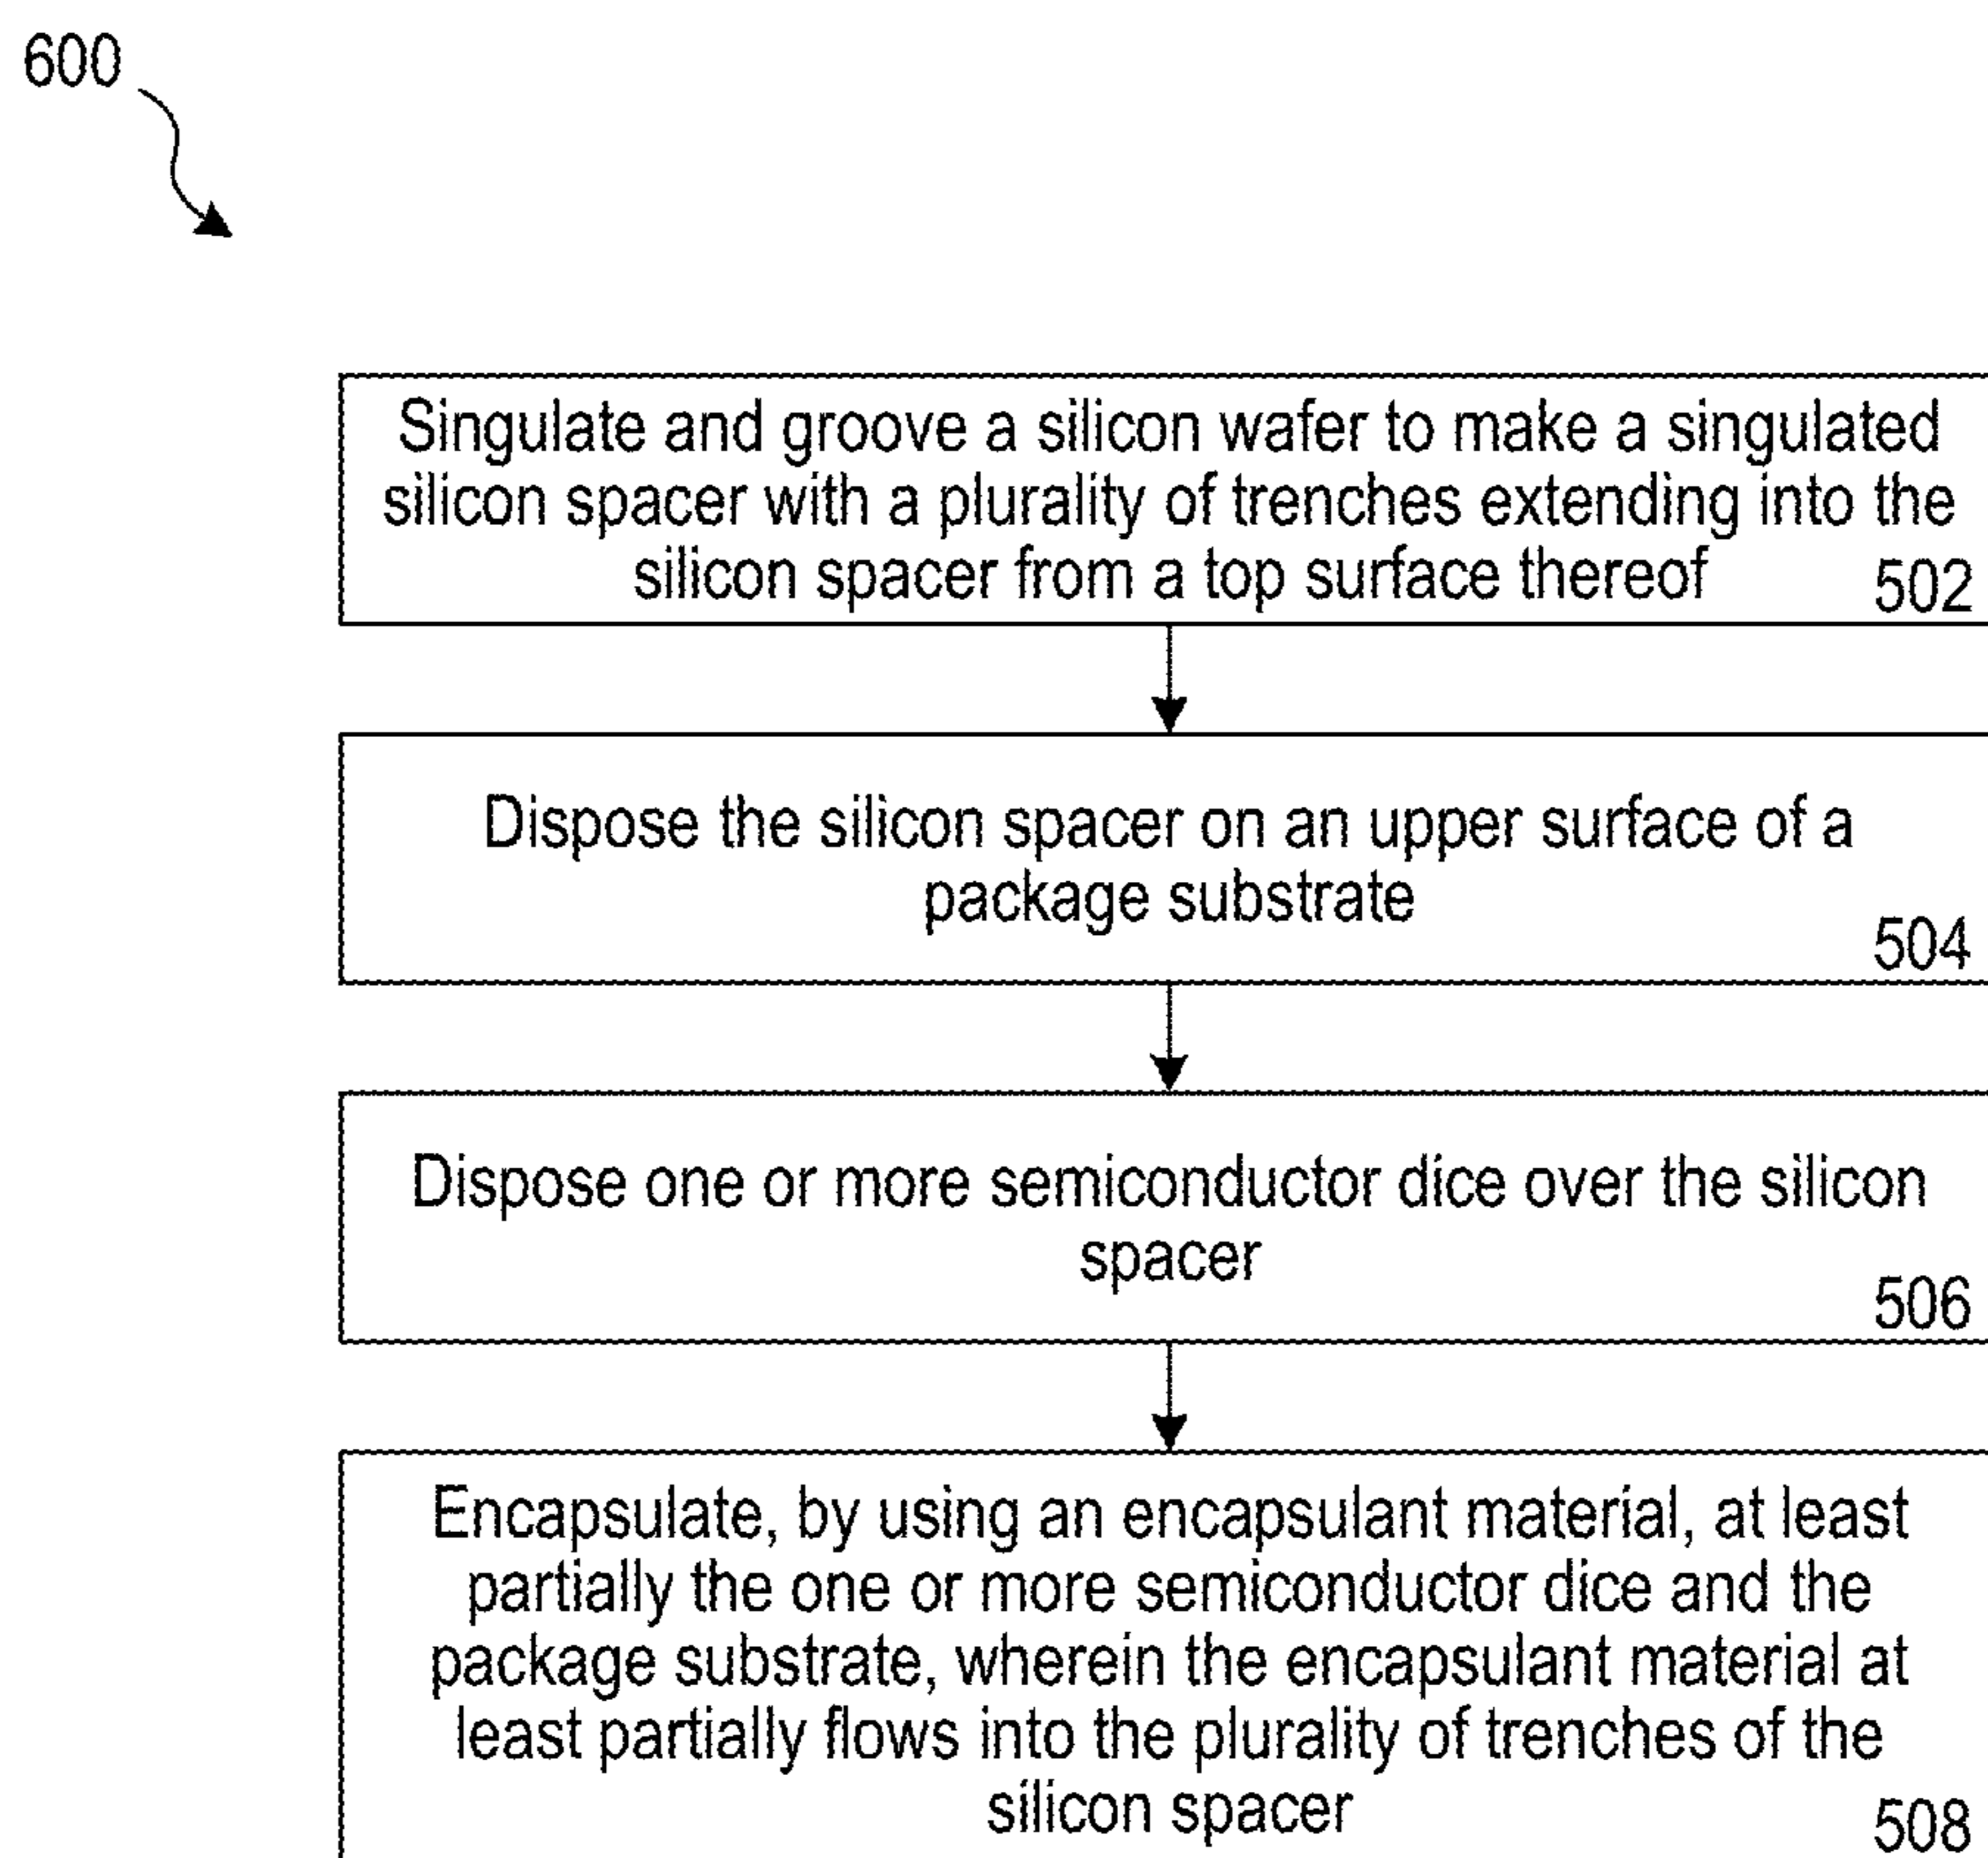 600
Singulate and groove a silicon wafer to make a singulated
silicon spacer with a plurality of trenches extending into the
silicon spacer from a top surface thereof
502
Dispose the silicon spacer on an upper surface of a
package substrate
504
Dispose one or more semiconductor dice over the silicon
spacer
506
Encapsulate, by using an encapsulant material, at least
partially the one or more semiconductor dice and the
package substrate, wherein the encapsulant material at
least partially flows into the plurality of trenches of the
silicon spacer
508